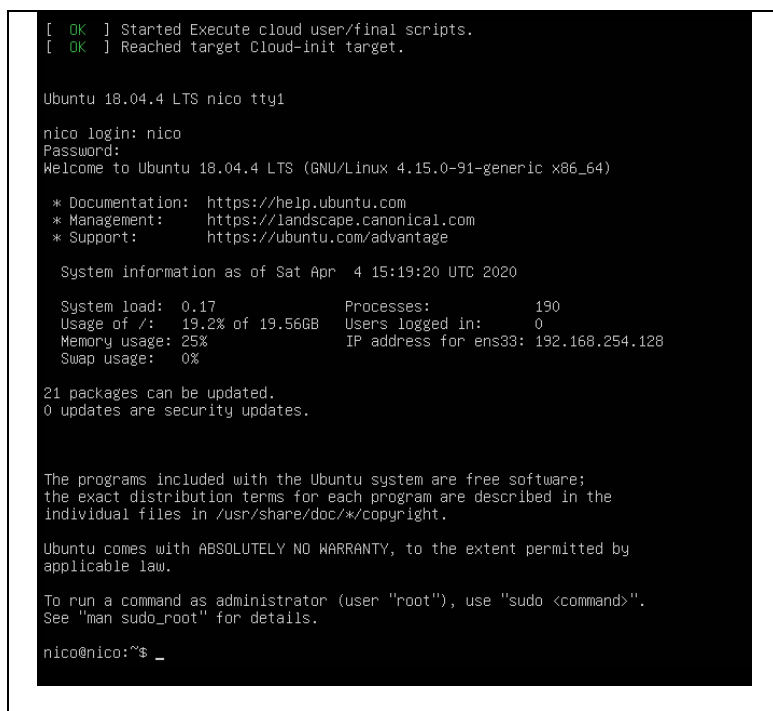 [  OK  ] Started Execute cloud user/final scripts.
[  OK  ] Reached target Cloud-init target.
Ubuntu 18.04.4 LTS nico tty1
nico login: nico
Password:
Welcome to Ubuntu 18.04.4 LTS (GNU/Linux 4.15.0-91-generic x86_64)
* Documentation:  https://help.ubuntu.com
* Management:     https://landscape.canonical.com
* Support:        https://ubuntu.com/advantage
System information as of Sat Apr  4 15:19:20 UTC 2020
System load:  0.17               Processes:             190
Usage of /:   19.2% of 19.56GB   Users logged in:       0
Memory usage: 25%                IP address for ens33: 192.168.254.128
Swap usage:   0%
21 packages can be updated.
0 updates are security updates.
The programs included with the Ubuntu system are free software;
the exact distribution terms for each program are described in the
individual files in /usr/share/doc/*/copyright.
Ubuntu comes with ABSOLUTELY NO WARRANTY, to the extent permitted by
applicable law.
To run a command as administrator (user "root"), use "sudo <command>".
See "man sudo_root" for details.
nico@nico:~$ _